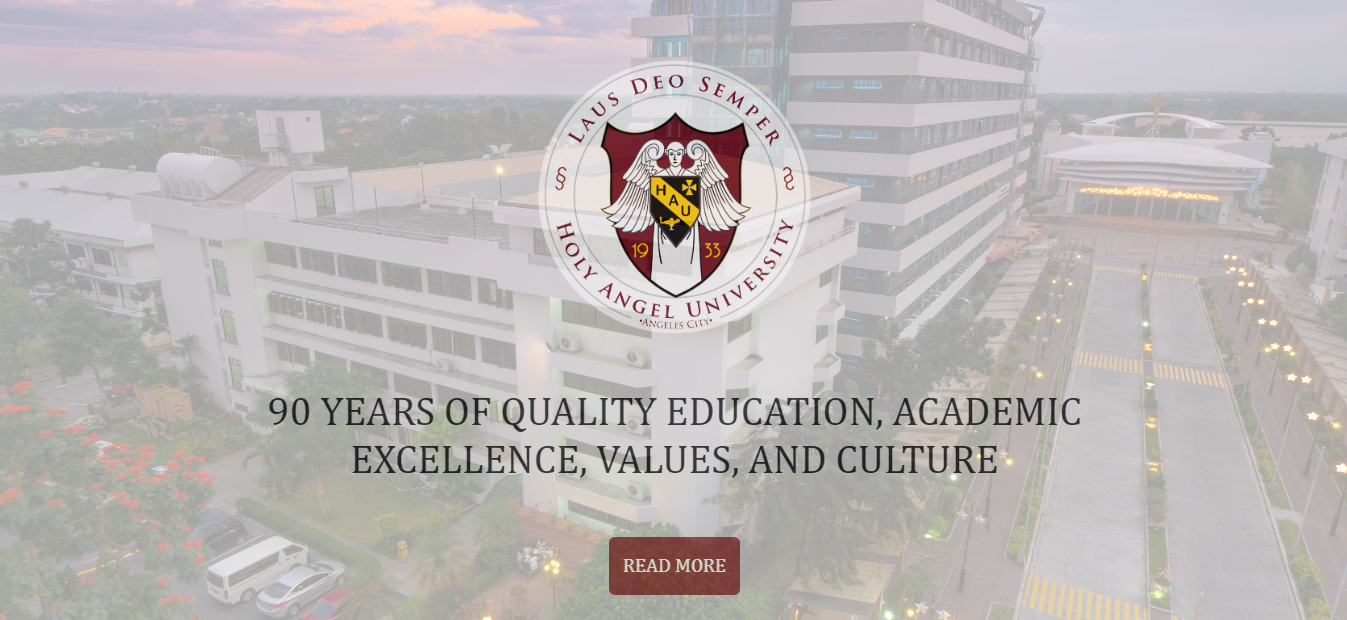 LAUS DEO SEMPER
HAU
19 33
HOLY ANGEL UNIVERSITY
•ANGELES CITY•
90 YEARS OF QUALITY EDUCATION, ACADEMIC
EXCELLENCE, VALUES, AND CULTURE
READ MORE